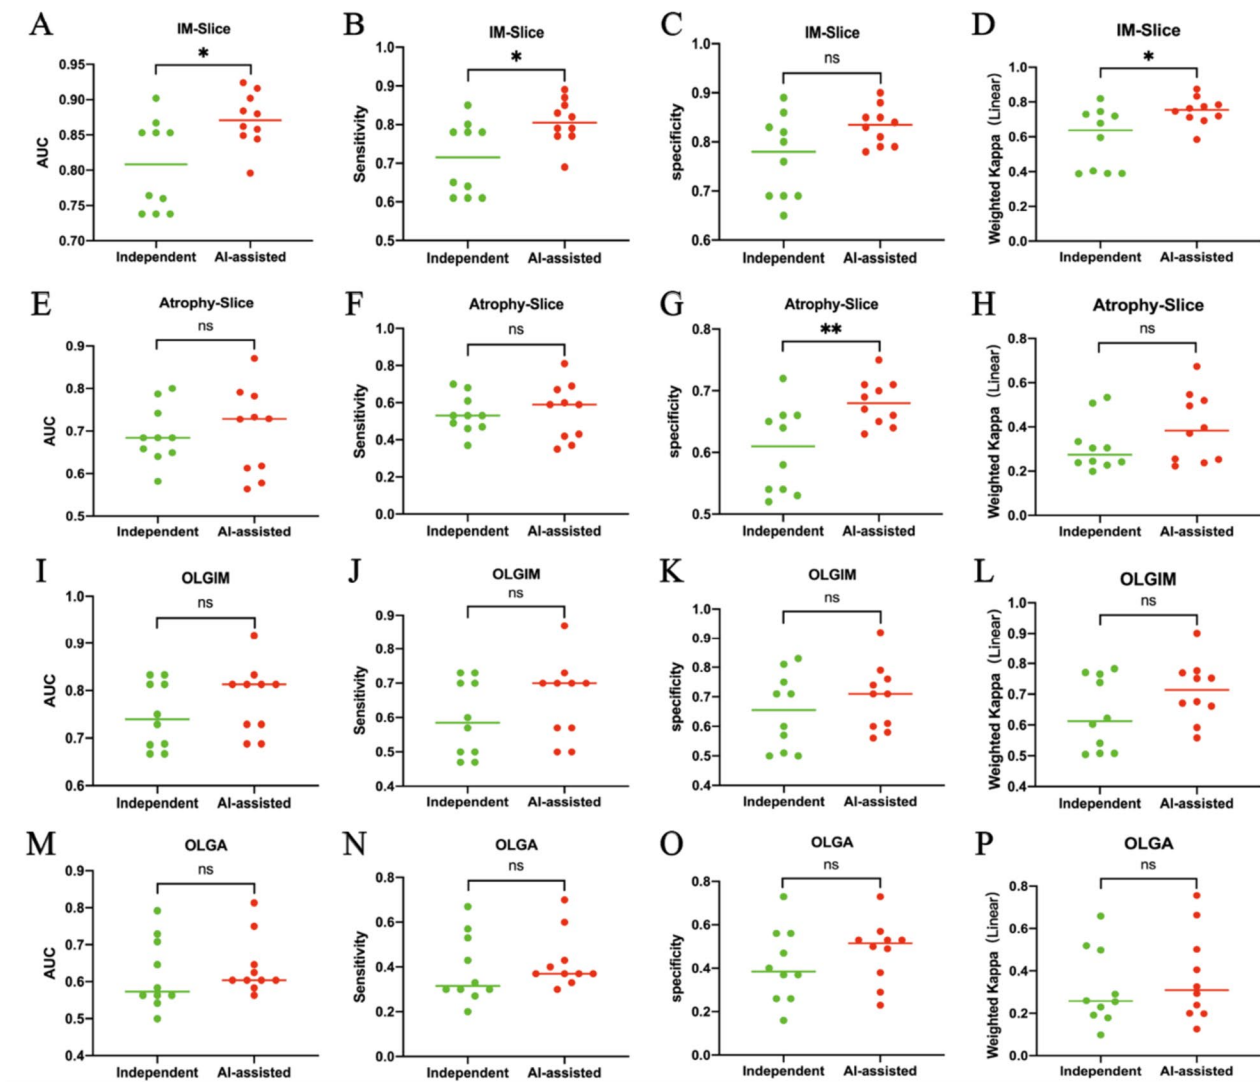 A
IM-Slice
*
AUC
0.95
0.90
0.85
0.80
0.75
0.70
Independent
AI-assisted
B
IM-Slice
*
Sensitivity
1.0
0.9
0.8
0.7
0.6
0.5
Independent
AI-assisted
C
IM-Slice
ns
specificity
1.0
0.9
0.8
0.7
0.6
Independent
AI-assisted
D
IM-Slice
*
Weighted Kappa (Linear)
1.0
0.8
0.6
0.4
0.2
0.0
Independent
AI-assisted
E
Atrophy-Slice
ns
AUC
0.9
0.8
0.7
0.6
0.5
Independent
AI-assisted
F
Atrophy-Slice
ns
Sensitivity
1.0
0.8
0.6
0.4
0.2
0.0
Independent
AI-assisted
G
Atrophy-Slice
**
specificity
0.8
0.7
0.6
0.5
Independent
AI-assisted
H
Atrophy-Slice
ns
Weighted Kappa (Linear)
0.8
0.6
0.4
0.2
0.0
Independent
AI-assisted
I
OLGIM
ns
AUC
1.0
0.9
0.8
0.7
0.6
Independent
AI-assisted
J
OLGIM
ns
Sensitivity
0.9
0.8
0.7
0.6
0.5
0.4
Independent
AI-assisted
K
OLGIM
ns
specificity
1.0
0.9
0.8
0.7
0.6
0.5
0.4
Independent
AI-assisted
L
OLGIM
ns
Weighted Kappa (Linear)
1.0
0.9
0.8
0.7
0.6
0.5
0.4
Independent
AI-assisted
M
OLGA
ns
AUC
0.9
0.8
0.7
0.6
0.5
0.4
Independent
AI-assisted
N
OLGA
ns
Sensitivity
0.8
0.6
0.4
0.2
0.0
Independent
AI-assisted
O
OLGA
ns
specificity
0.8
0.6
0.4
0.2
0.0
Independent
AI-assisted
P
OLGA
ns
Weighted Kappa (Linear)
0.8
0.6
0.4
0.2
0.0
Independent
AI-assisted